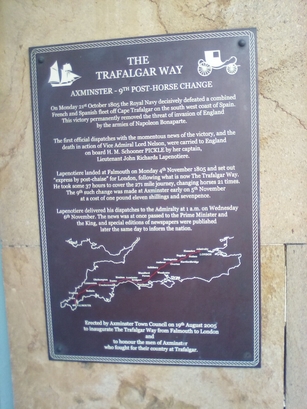 THE
TRAFALGAR WAY
AXMINSTER - 9TH POST-HORSE CHANGE
On Monday 21st October 1805 the Royal Navy decisively defeated a combined
French and Spanish fleet off Cape Trafalgar on the south west coast of Spain.
This victory permanently removed the threat of invasion of England
by the armies of Napoleon Bonaparte.
The first official dispatches with the momentous news of the victory, and the
death in action of Vice Admiral Lord Nelson, were carried to England
on board H. M. Schooner PICKLE by her captain,
Lieutenant John Richards Lapenotiere.
Lapenotiere landed at Falmouth on Monday 4th November 1805 and set out
"express by post-chaise" for London, following what is now The Trafalgar Way.
He took some 37 hours to cover the 271 mile journey, changing horses 21 times.
The 9th such change was made at Axminster early on 5th November
at a cost of one pound eleven shillings and sevenpence.
Lapenotiere delivered his dispatches to the Admiralty at 1 a.m. on Wednesday
6th November. The news was at once passed to the Prime Minister and
the King, and special editions of newspapers were published
later the same day to inform the nation.
Erected by Axminster Town Council on 19th August 2005
to inaugurate The Trafalgar Way from Falmouth to London
and
to honour the men of Axminster
who fought for their country at Trafalgar.